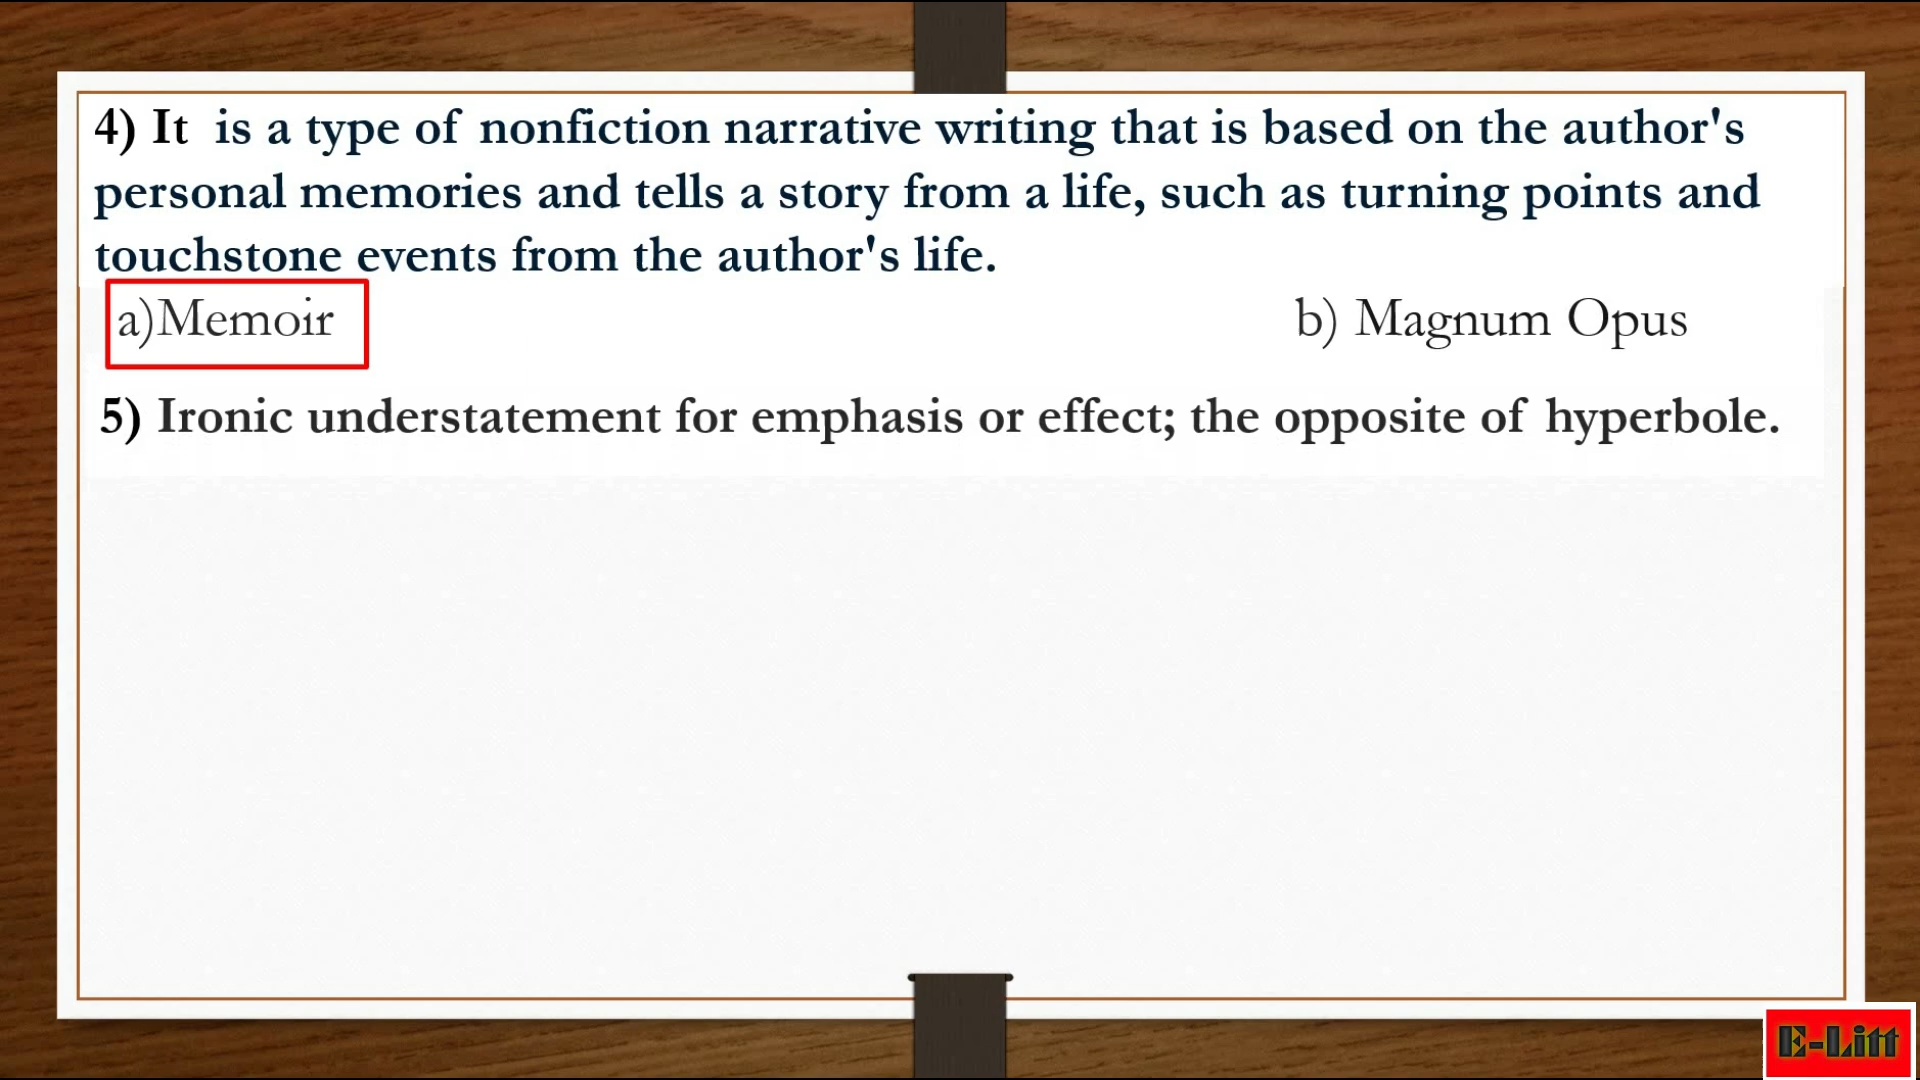 4) It is a type of nonfiction narrative writing that is based on the author's
personal memories and tells a story from a life, such as turning points and
touchstone events from the author's life.
a)Memoir b) Magnum Opus
5) Ironic understatement for emphasis or effect; the opposite of hyperbole.
E-Litt